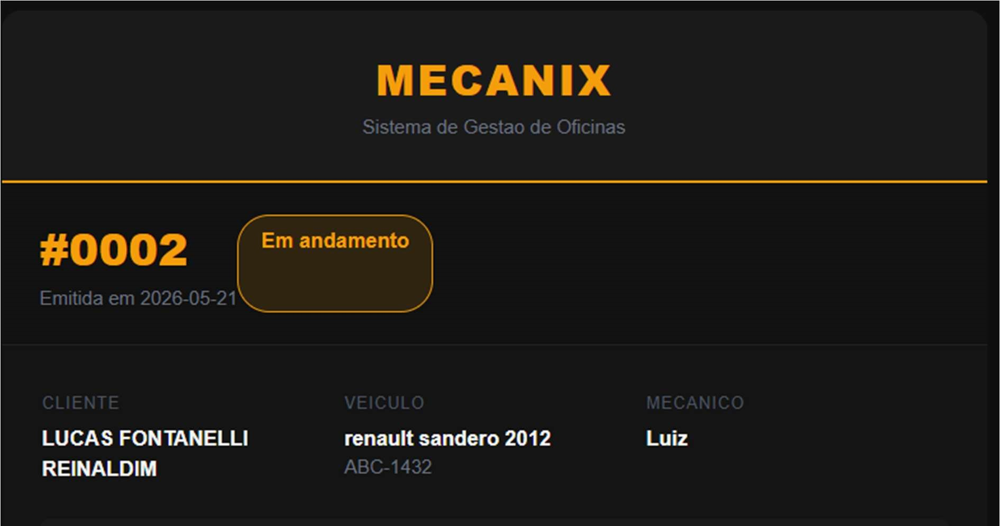 MECANIX
Sistema de Gestao de Oficinas
#0002
Em andamento
Emitida em 2026-05-21
CLIENTE
LUCAS FONTANELLI
REINALDIM
VEICULO
renault sandero 2012
ABC-1432
MECANICO
Luiz